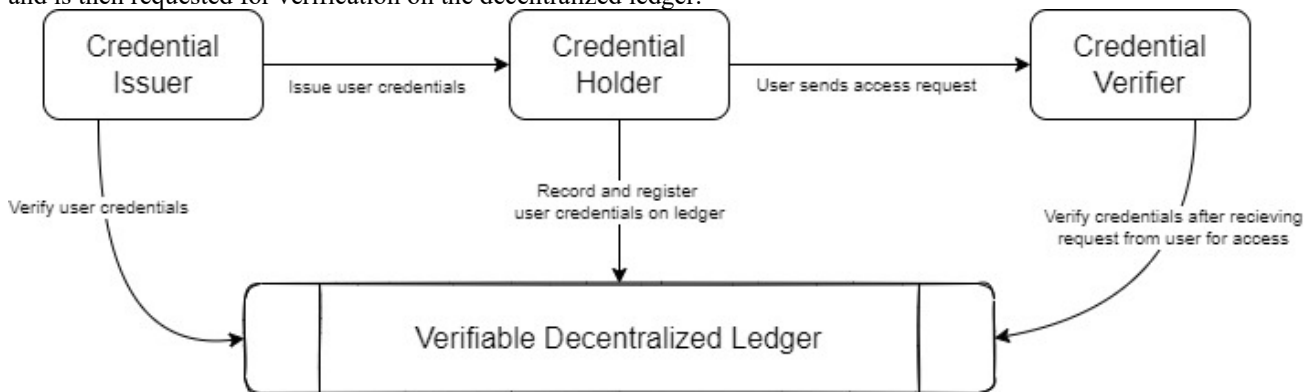 and is then requested for verification on the decentralized ledger.
Credential
Issuer
Issue user credentials
Credential
Holder
User sends access request
Credential
Verifier
Verify user credentials
Record and register
user credentials on ledger
Verify credentials after recieving
request from user for access
Verifiable Decentralized Ledger